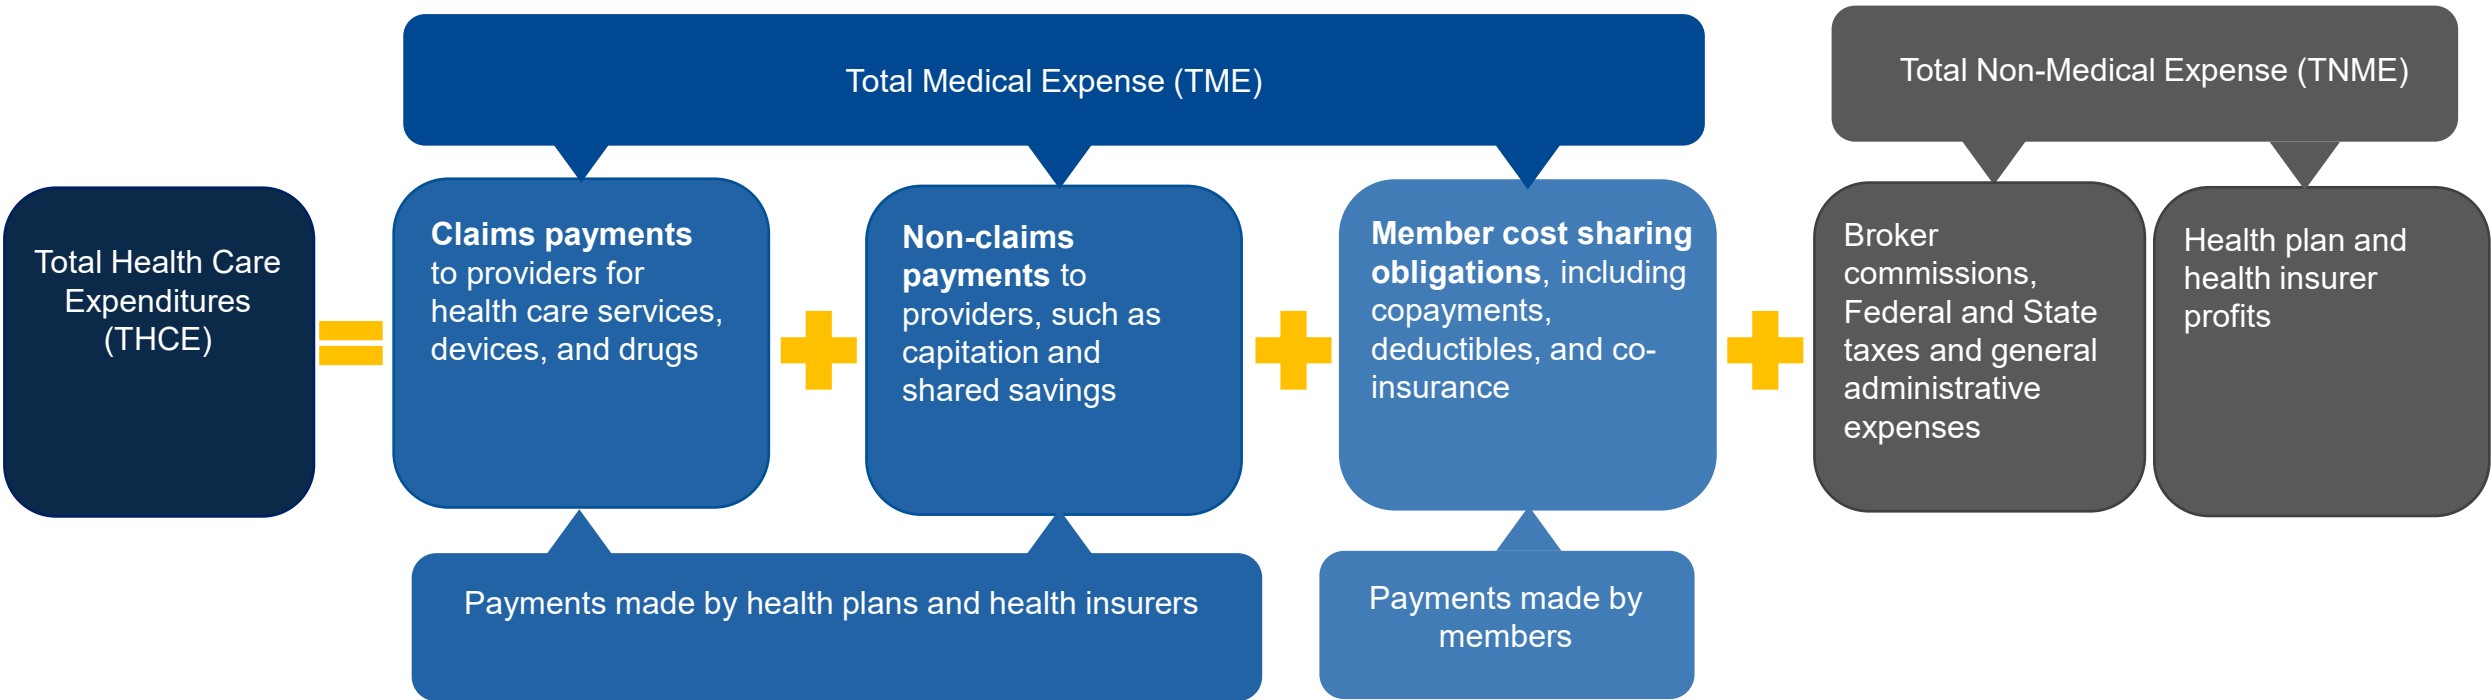 Total Medical Expense (TME)
Total Non-Medical Expense (TNME)
Total Health Care
Expenditures
(THCE)
Claims payments
to providers for
health care services,
devices, and drugs
Non-claims
payments to
providers, such as
capitation and
shared savings
Member cost sharing
obligations, including
copayments,
deductibles, and co-
insurance
Broker
commissions,
Federal and State
taxes and general
administrative
expenses
Health plan and
health insurer
profits
Payments made by health plans and health insurers
Payments made by
members